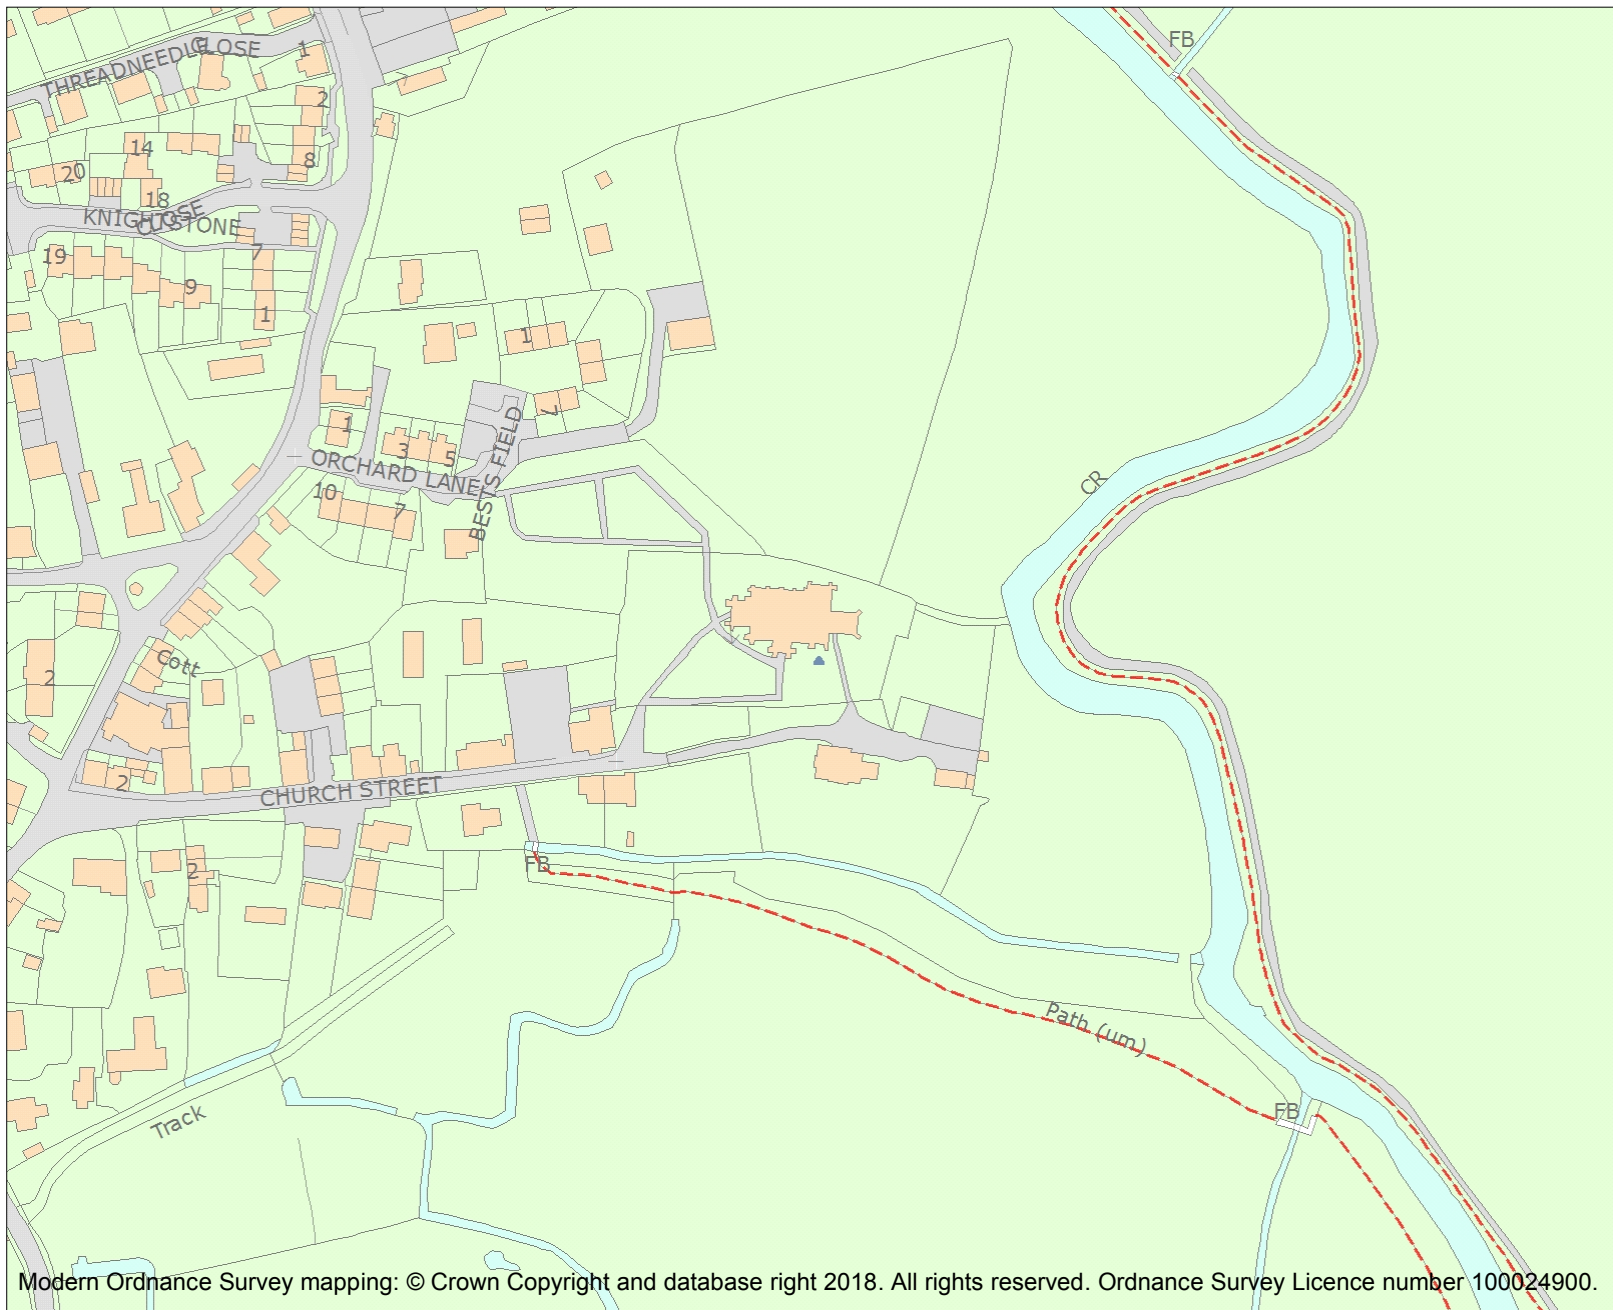 FB
THREADNEEDLE
CLOSE
1
2
14
8
20
18
KNIGHTSTONE
CLOSE
7
19
9
1
1
7
1
3
5
ORCHARD LANE
BESTS FIELD
10
7
CR
Cott
2
2
CHURCH STREET
FB
2
Path (um)
FB
Track
Modern Ordnance Survey mapping: © Crown Copyright and database right 2018. All rights reserved. Ordnance Survey Licence number 100024900.